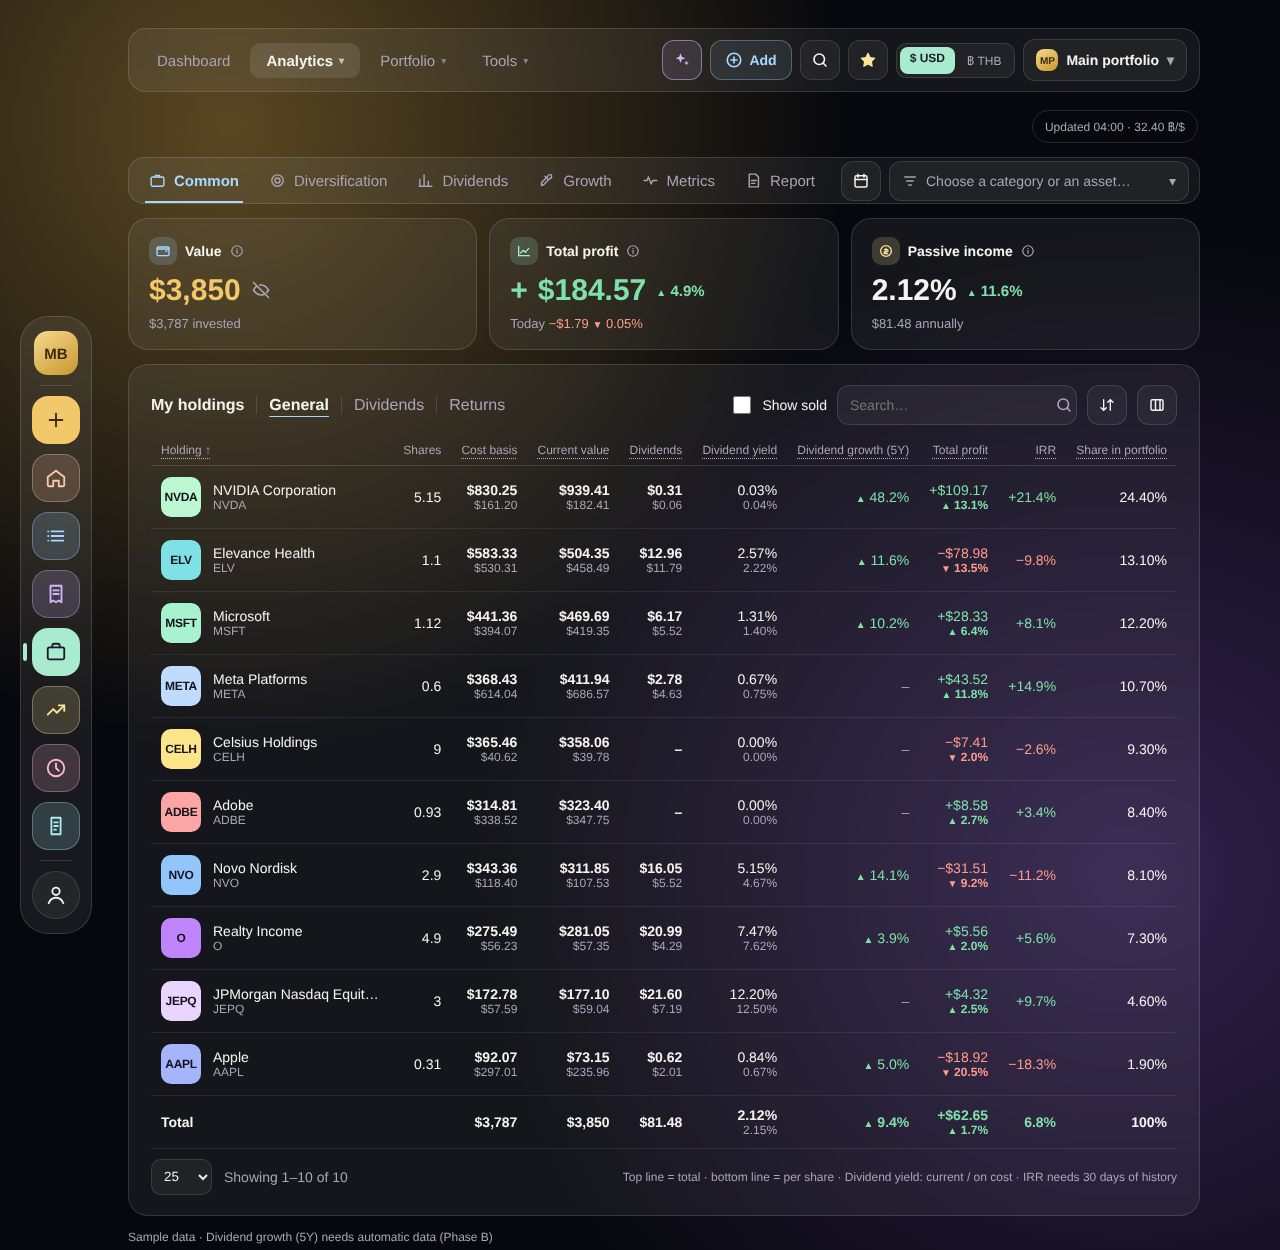 Dashboard Analytics ▾ Portfolio ▾ Tools ▾ Add $ USD ฿ THB MP Main portfolio ▾
Updated 04:00 · 32.40 ฿/$
Common Diversification Dividends Growth Metrics Report Choose a category or an asset… ▾
Value
$3,850
$3,787 invested
Total profit
+ $184.57 ▲ 4.9%
Today −$1.79 ▼ 0.05%
Passive income
2.12% ▲ 11.6%
$81.48 annually
MB
My holdings General Dividends Returns Show sold Search…
Holding ↑ Shares Cost basis Current value Dividends Dividend yield Dividend growth (5Y) Total profit IRR Share in portfolio
NVDA NVIDIA Corporation 5.15 $830.25 $939.41 $0.31 0.03% ▲ 48.2% +$109.17 +21.4% 24.40%
NVDA $161.20 $182.41 $0.06 0.04% ▲ 13.1%
ELV Elevance Health 1.1 $583.33 $504.35 $12.96 2.57% ▲ 11.6% −$78.98 −9.8% 13.10%
ELV $530.31 $458.49 $11.79 2.22% ▼ 13.5%
MSFT Microsoft 1.12 $441.36 $469.69 $6.17 1.31% ▲ 10.2% +$28.33 +8.1% 12.20%
MSFT $394.07 $419.35 $5.52 1.40% ▲ 6.4%
META Meta Platforms 0.6 $368.43 $411.94 $2.78 0.67% – +$43.52 +14.9% 10.70%
META $614.04 $686.57 $4.63 0.75% ▲ 11.8%
CELH Celsius Holdings 9 $365.46 $358.06 – 0.00% – −$7.41 −2.6% 9.30%
CELH $40.62 $39.78 0.00% ▼ 2.0%
ADBE Adobe 0.93 $314.81 $323.40 – 0.00% – +$8.58 +3.4% 8.40%
ADBE $338.52 $347.75 0.00% ▲ 2.7%
NVO Novo Nordisk 2.9 $343.36 $311.85 $16.05 5.15% ▲ 14.1% −$31.51 −11.2% 8.10%
NVO $118.40 $107.53 $5.52 4.67% ▼ 9.2%
O Realty Income 4.9 $275.49 $281.05 $20.99 7.47% ▲ 3.9% +$5.56 +5.6% 7.30%
O $56.23 $57.35 $4.29 7.62% ▲ 2.0%
JEPQ JPMorgan Nasdaq Equit… 3 $172.78 $177.10 $21.60 12.20% – +$4.32 +9.7% 4.60%
JEPQ $57.59 $59.04 $7.19 12.50% ▲ 2.5%
AAPL Apple 0.31 $92.07 $73.15 $0.62 0.84% ▲ 5.0% −$18.92 −18.3% 1.90%
AAPL $297.01 $235.96 $2.01 0.67% ▼ 20.5%
Total $3,787 $3,850 $81.48 2.12% ▲ 9.4% +$62.65 6.8% 100%
2.15% ▲ 1.7%
25 Showing 1–10 of 10 Top line = total · bottom line = per share · Dividend yield: current / on cost · IRR needs 30 days of history
Sample data · Dividend growth (5Y) needs automatic data (Phase B)